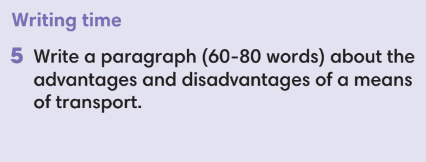 Writing time
5 Write a paragraph (60-80 words) about the
advantages and disadvantages of a means
of transport.